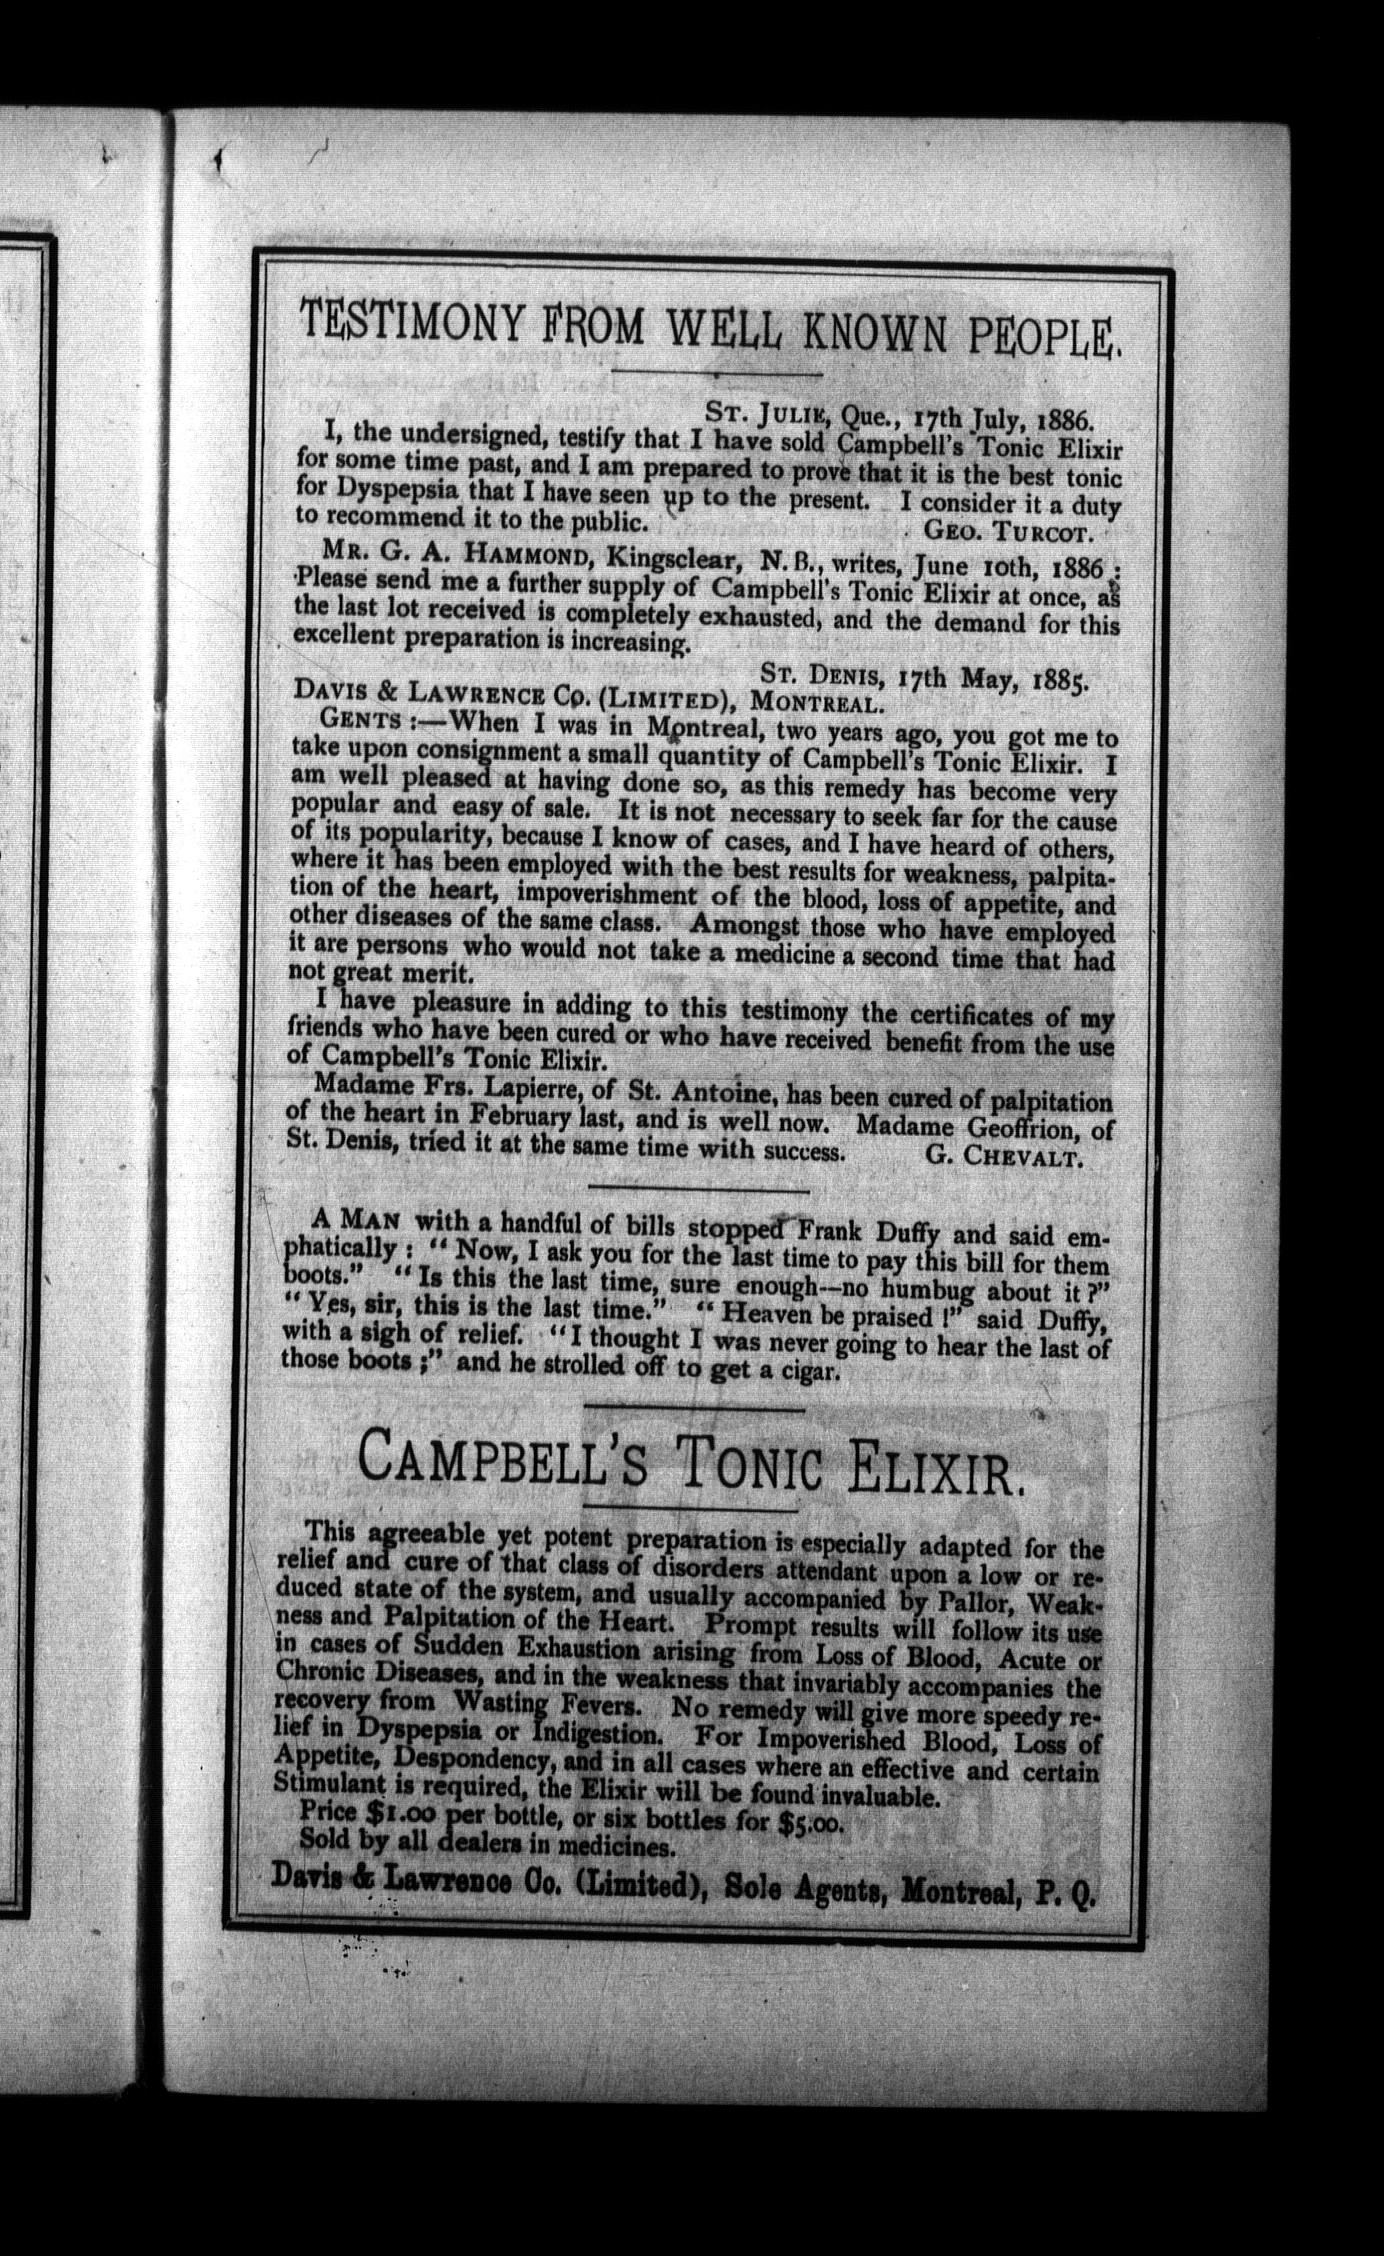 TESTIMONY FROM WELL KNOWN PEOPLE.
ST. JULIE, Que., 17th July, 1886.
I, the undersigned, testify that I have sold Campbell's Tonic Elixir
for some time past, and I am prepared to prove that it is the best tonic
for Dyspepsia that I have seen up to the present. I consider it a duty
to recommend it to the public. GEO. TURCOT.
MR. G. A. HAMMOND, Kingsclear, N. B., writes, June 10th, 1886 :
Please send me a further supply of Campbell's Tonic Elixir at once, as
the last lot received is completely exhausted, and the demand for this
excellent preparation is increasing.
ST. DENIS, 17th May, 1885.
DAVIS & LAWRENCE CO. (LIMITED), MONTREAL.
GENTS :—When I was in Montreal, two years ago, you got me to
take upon consignment a small quantity of Campbell's Tonic Elixir. I
am well pleased at having done so, as this remedy has become very
popular and easy of sale. It is not necessary to seek far for the cause
of its popularity, because I know of cases, and I have heard of others,
where it has been employed with the best results for weakness, palpita-
tion of the heart, impoverishment of the blood, loss of appetite, and
other diseases of the same class. Amongst those who have employed
it are persons who would not take a medicine a second time that had
not great merit.
I have pleasure in adding to this testimony the certificates of my
friends who have been cured or who have received benefit from the use
of Campbell's Tonic Elixir.
Madame Frs. Lapierre, of St. Antoine, has been cured of palpitation
of the heart in February last, and is well now. Madame Geoffrion, of
St. Denis, tried it at the same time with success. G. CHEVALT.
A MAN with a handful of bills stopped Frank Duffy and said em-
phatically : "Now, I ask you for the last time to pay this bill for them
boots." "Is this the last time, sure enough—no humbug about it ?"
"Yes, sir, this is the last time." "Heaven be praised !" said Duffy,
with a sigh of relief. "I thought I was never going to hear the last of
those boots ;" and he strolled off to get a cigar.
CAMPBELL'S TONIC ELIXIR.
This agreeable yet potent preparation is especially adapted for the
relief and cure of that class of disorders attendant upon a low or re-
duced state of the system, and usually accompanied by Pallor, Weak-
ness and Palpitation of the Heart. Prompt results will follow its use
in cases of Sudden Exhaustion arising from Loss of Blood, Acute or
Chronic Diseases, and in the weakness that invariably accompanies the
recovery from Wasting Fevers. No remedy will give more speedy re-
lief in Dyspepsia or Indigestion. For Impoverished Blood, Loss of
Appetite, Despondency, and in all cases where an effective and certain
Stimulant is required, the Elixir will be found invaluable.
Price $1.00 per bottle, or six bottles for $5.00.
Sold by all dealers in medicines.
Davis & Lawrence Co. (Limited), Sole Agents, Montreal, P. Q.